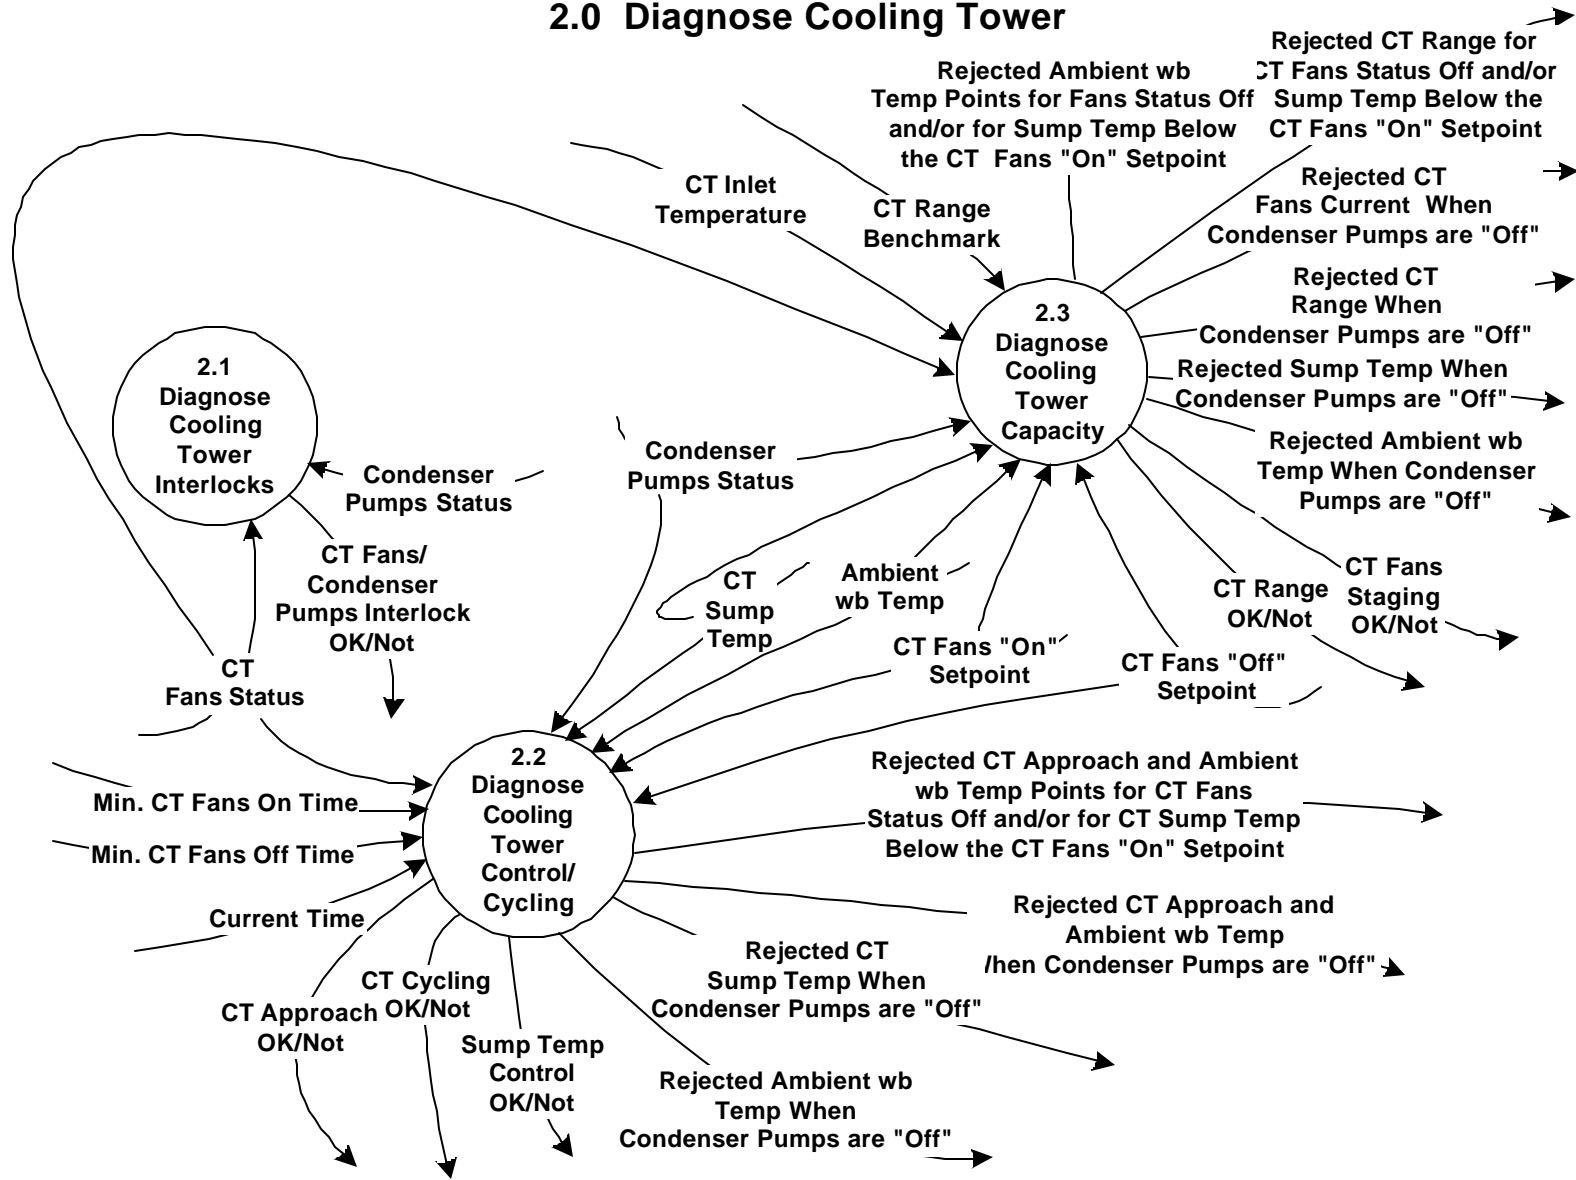 2.0 Diagnose Cooling Tower
Rejected CT Range for
CT Fans Status Off and/or
Sump Temp Below the
CT Fans "On" Setpoint
Rejected Ambient wb
Temp Points for Fans Status Off
and/or for Sump Temp Below
the CT Fans "On" Setpoint
CT Inlet
Temperature
CT Range
Benchmark
Rejected CT
Fans Current When
Condenser Pumps are "Off"
Rejected CT
Range When
Condenser Pumps are "Off"
2.3
Diagnose
Cooling
Tower
Capacity
Rejected Sump Temp When
Condenser Pumps are "Off"
Rejected Ambient wb
Temp When Condenser
Pumps are "Off"
2.1
Diagnose
Cooling
Tower
Interlocks
Condenser
Pumps Status
Condenser
Pumps Status
CT Fans/
Condenser
Pumps Interlock
OK/Not
CT
Sump
Temp
Ambient
wb Temp
CT Fans "On"
Setpoint
CT Fans "Off"
Setpoint
CT Range
OK/Not
CT Fans
Staging
OK/Not
CT
Fans Status
2.2
Diagnose
Cooling
Tower
Control/
Cycling
Min. CT Fans On Time
Min. CT Fans Off Time
Current Time
Rejected CT Approach and Ambient
wb Temp Points for CT Fans
Status Off and/or for CT Sump Temp
Below the CT Fans "On" Setpoint
Rejected CT Approach and
Ambient wb Temp
/hen Condenser Pumps are "Off"
Rejected CT
Sump Temp When
Condenser Pumps are "Off"
CT Approach
OK/Not
CT Cycling
OK/Not
Sump Temp
Control
OK/Not
Rejected Ambient wb
Temp When
Condenser Pumps are "Off"